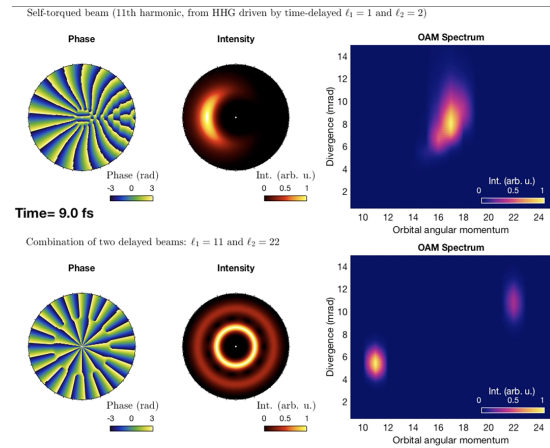 Self-torqued beam (11th harmonic, from HHG driven by time-delayed ℓ₁ = 1 and ℓ₂ = 2)
Phase
Intensity
OAM Spectrum
14
12
10
8
6
4
2
Divergence (mrad)
Phase (rad)
-3 0 3
Int. (arb. u.)
0 0.5 1
Int. (arb. u.)
0 0.5 1
10 12 14 16 18 20 22 24
Orbital angular momentum
Time= 9.0 fs
Combination of two delayed beams: ℓ₁ = 11 and ℓ₂ = 22
Phase
Intensity
OAM Spectrum
14
12
10
8
6
4
2
Divergence (mrad)
Phase (rad)
-3 0 3
Int. (arb. u.)
0 0.5 1
Int. (arb. u.)
0 0.5 1
10 12 14 16 18 20 22 24
Orbital angular momentum